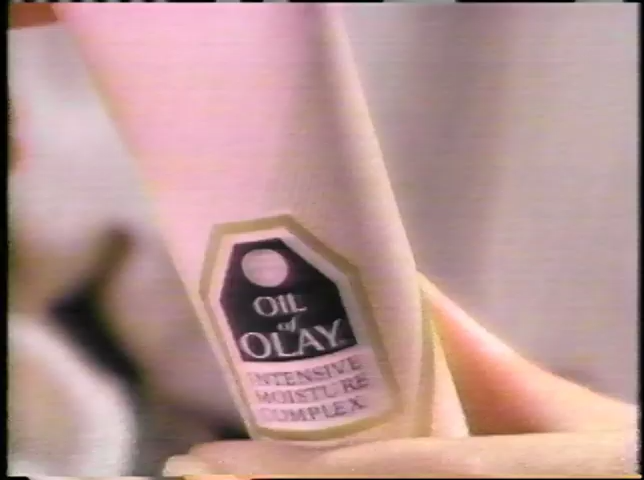 OIL
of
OLAY
INTENSIVE
MOISTURE
COMPLEX